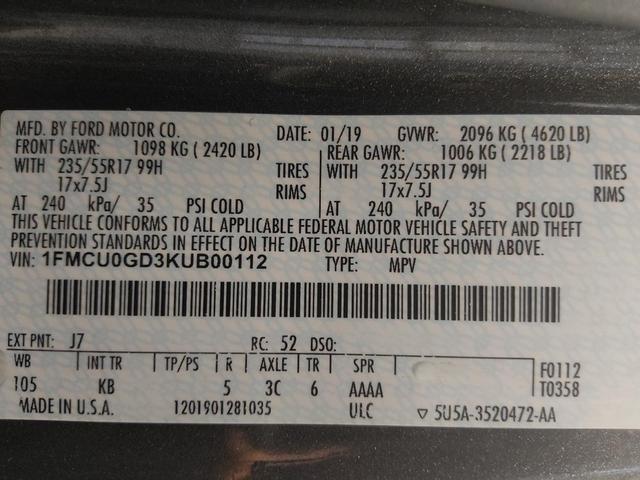 MFD. BY FORD MOTOR CO. DATE: 01/19 GVWR: 2096 KG ( 4620 LB)
FRONT GAWR: 1098 KG ( 2420 LB) REAR GAWR: 1006 KG ( 2218 LB)
WITH 235/55R17 99H TIRES WITH 235/55R17 99H TIRES
17x7.5J RIMS 17x7.5J RIMS
AT 240 kPa/ 35 PSI COLD AT 240 kPa/ 35 PSI COLD
THIS VEHICLE CONFORMS TO ALL APPLICABLE FEDERAL MOTOR VEHICLE SAFETY AND THEFT
PREVENTION STANDARDS IN EFFECT ON THE DATE OF MANUFACTURE SHOWN ABOVE.
VIN: 1FMCU0GD3KUB00112 TYPE: MPV
EXT PNT: J7 RC: 52 DSO:
WB INT TR TP/PS R AXLE TR SPR F0112
105 KB 5 3C 6 AAAA T0358
MADE IN U.S.A. 1201901281035 ULC ▽ 5U5A-3520472-AA